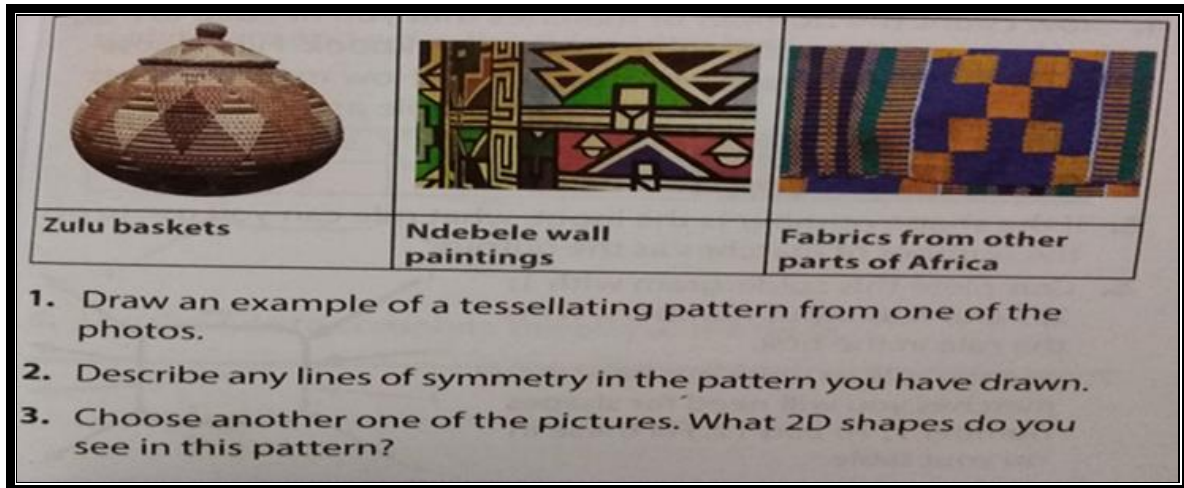 Zulu baskets
Ndebele wall
paintings
Fabrics from other
parts of Africa
1. Draw an example of a tessellating pattern from one of the
photos.
2. Describe any lines of symmetry in the pattern you have drawn.
3. Choose another one of the pictures. What 2D shapes do you
see in this pattern?